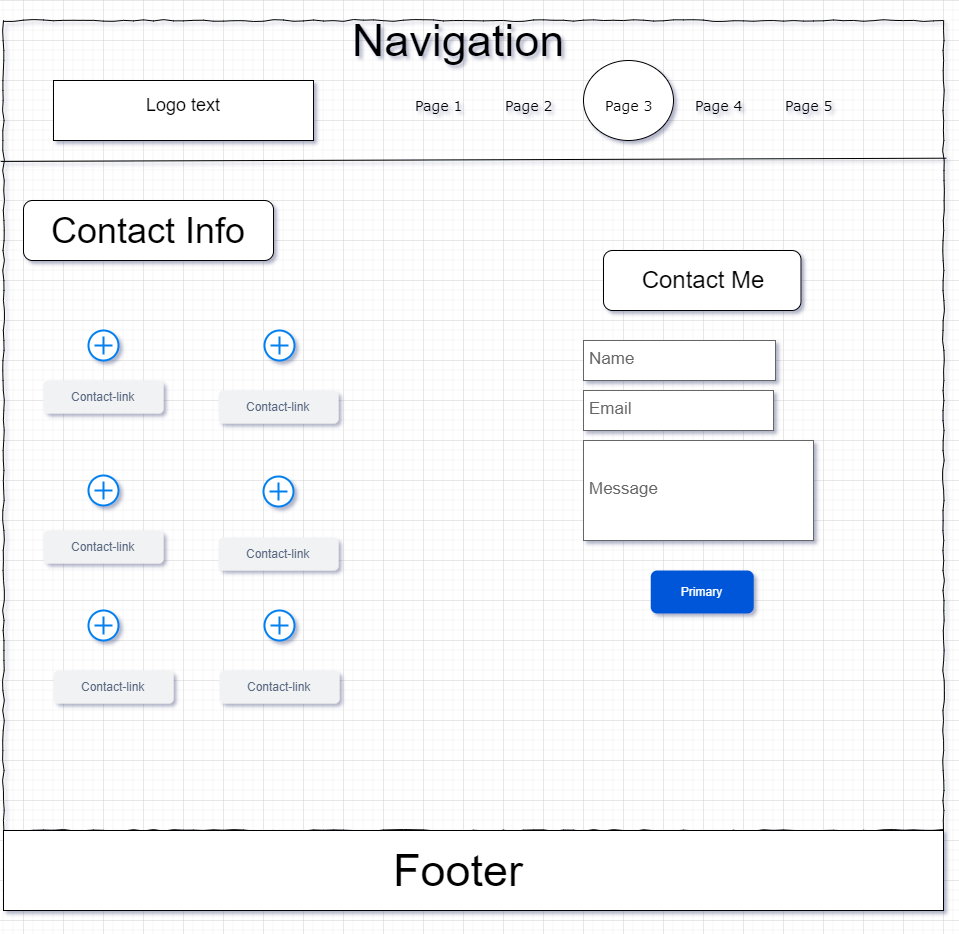 Navigation
Logo text
Page 1
Page 2
Page 3
Page 4
Page 5
Contact Info
Contact-link
Contact-link
Contact-link
Contact-link
Contact-link
Contact-link
Contact Me
Name
Email
Message
Primary
Footer